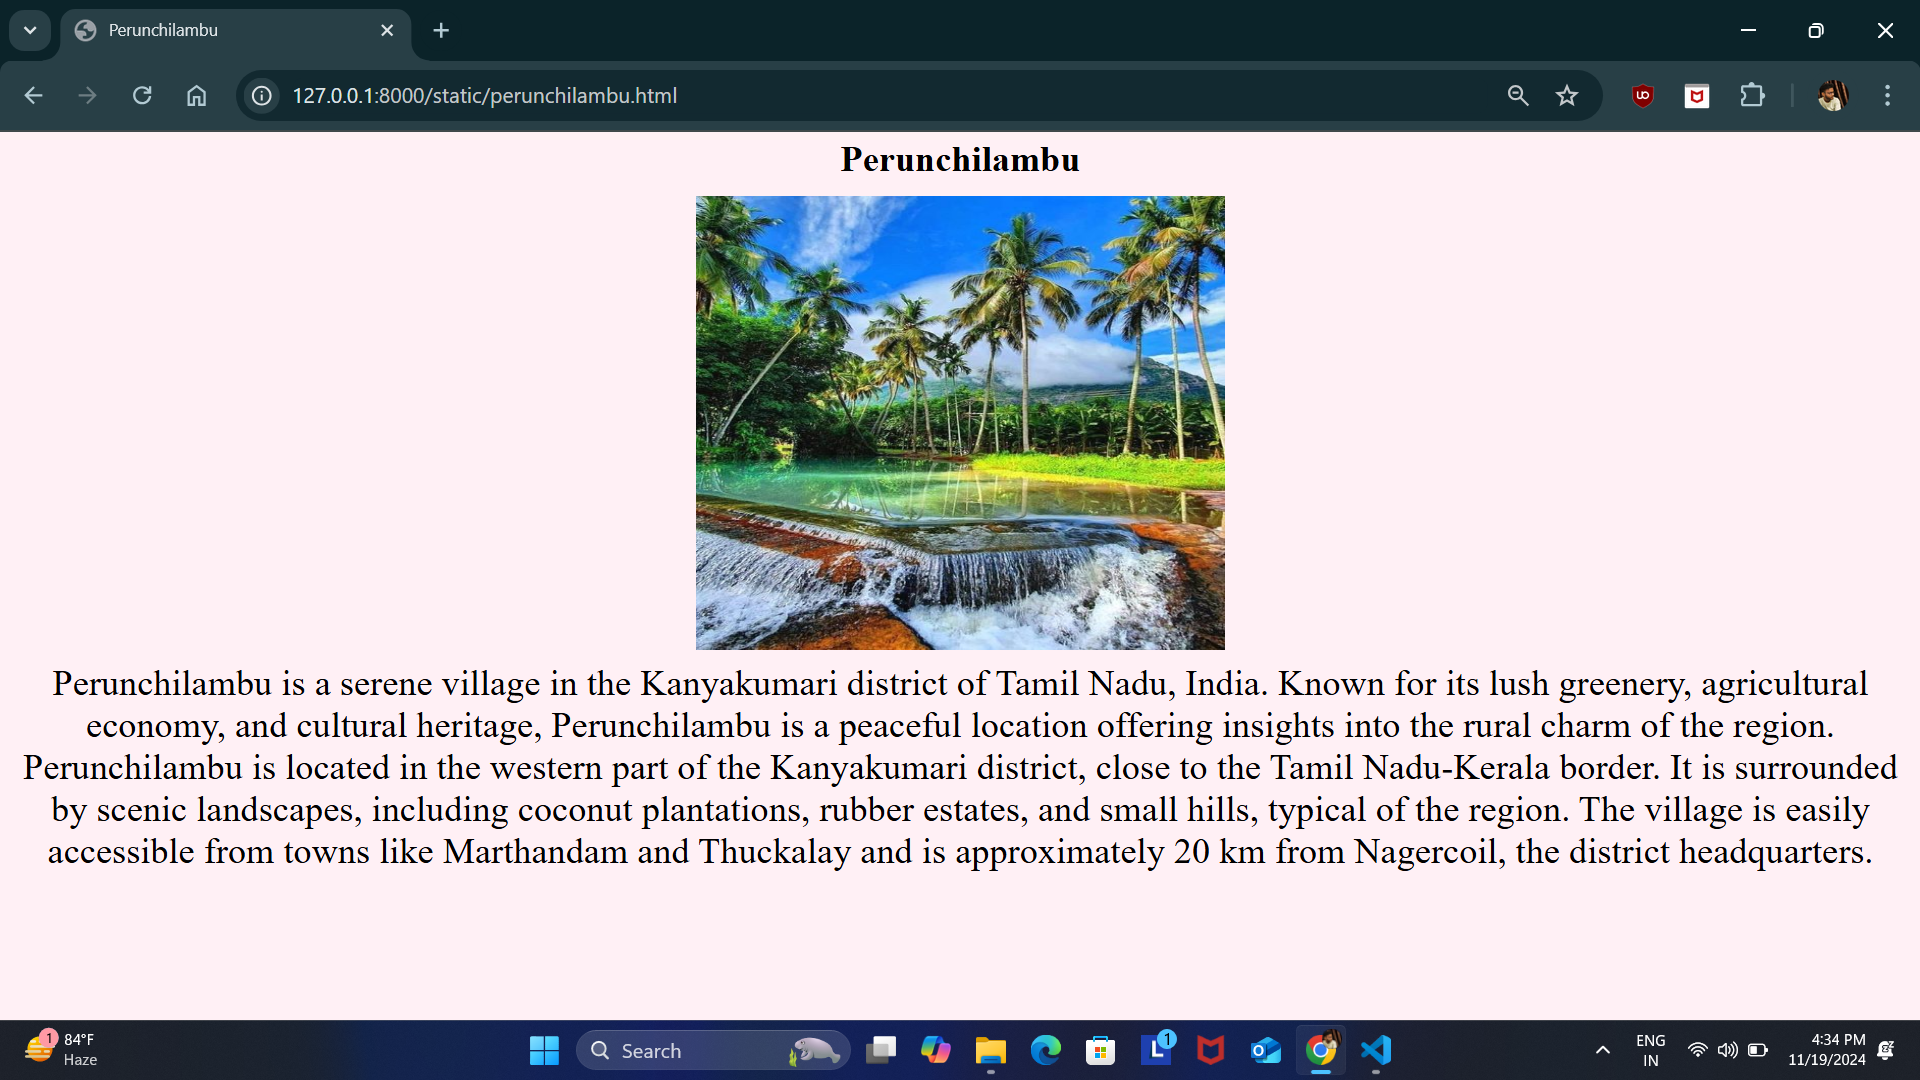 Perunchilambu
127.0.0.1:8000/static/perunchilambu.html
Perunchilambu
Perunchilambu is a serene village in the Kanyakumari district of Tamil Nadu, India. Known for its lush greenery, agricultural
economy, and cultural heritage, Perunchilambu is a peaceful location offering insights into the rural charm of the region.
Perunchilambu is located in the western part of the Kanyakumari district, close to the Tamil Nadu-Kerala border. It is surrounded
by scenic landscapes, including coconut plantations, rubber estates, and small hills, typical of the region. The village is easily
accessible from towns like Marthandam and Thuckalay and is approximately 20 km from Nagercoil, the district headquarters.
1
84°F
Haze
Search
1
ENG
IN
4:34 PM
11/19/2024